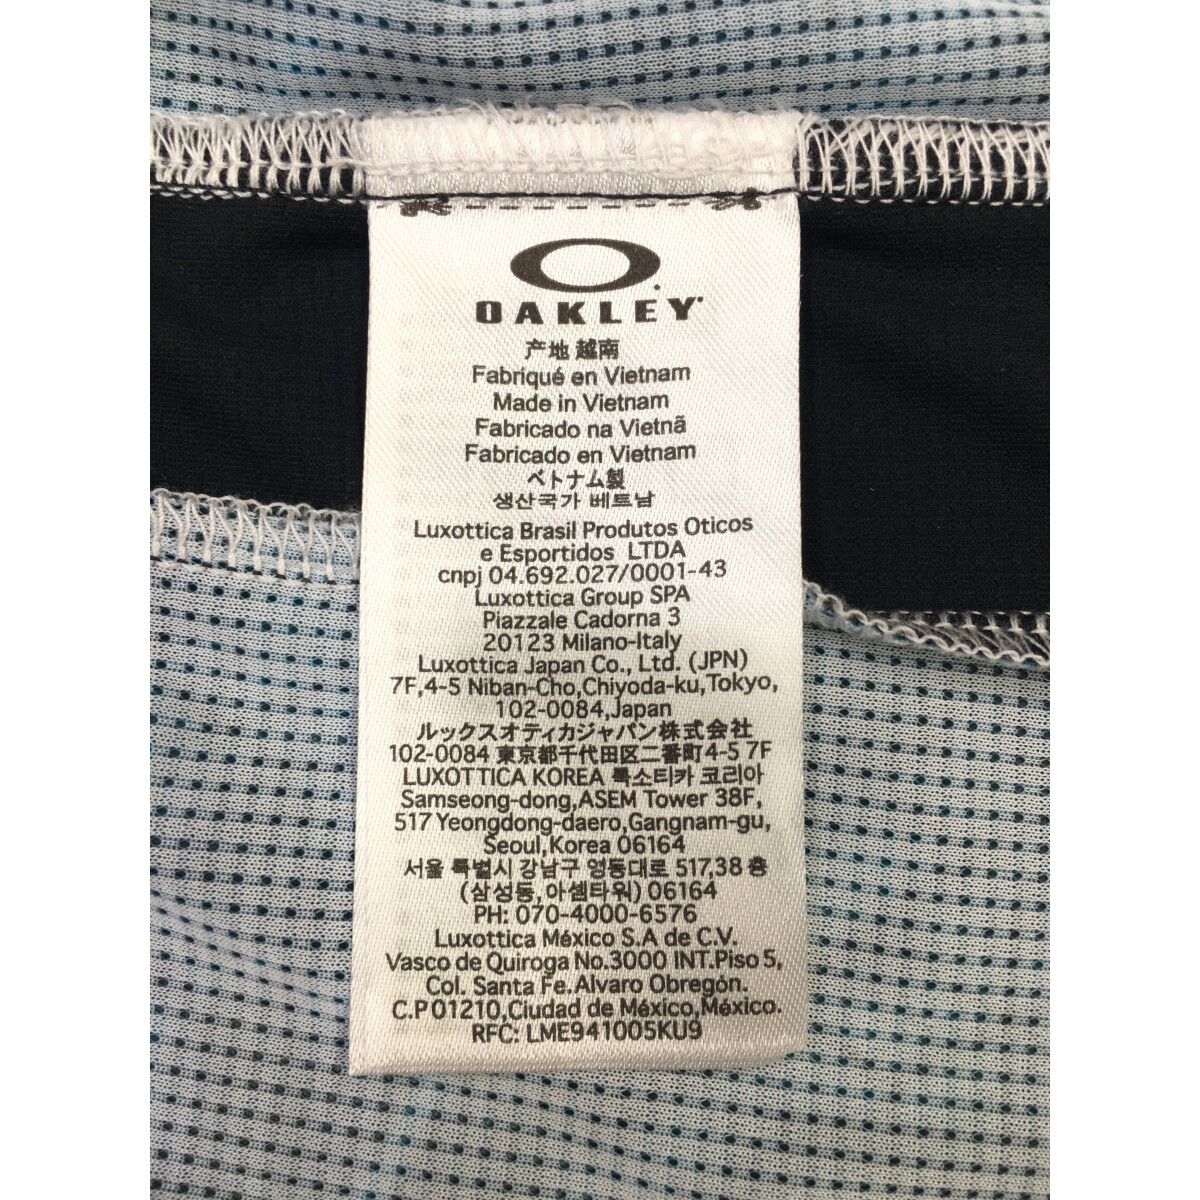 OAKLEY
产地 越南
Fabriqué en Vietnam
Made in Vietnam
Fabricado na Vietnã
Fabricado en Vietnam
ベトナム製
생산국가 베트남
Luxottica Brasil Produtos Oticos
e Esportidos LTDA
cnpj 04.692.027/0001-43
Luxottica Group SPA
Piazzale Cadorna 3
20123 Milano-Italy
Luxottica Japan Co., Ltd. (JPN)
7F,4-5 Niban-Cho,Chiyoda-ku,Tokyo,
102-0084,Japan
ルックスオティカジャパン株式会社
102-0084 東京都千代田区二番町4-5 7F
LUXOTTICA KOREA 룩소티카 코리아
Samseong-dong,ASEM Tower 38F,
517 Yeongdong-daero,Gangnam-gu,
Seoul,Korea 06164
서울 특별시 강남구 영동대로 517,38 층
(삼성동,아셈타워) 06164
PH: 070-4000-6576
Luxottica México S.A de C.V.
Vasco de Quiroga No.3000 INT.Piso 5,
Col. Santa Fe.Alvaro Obregón.
C.P 01210,Ciudad de México,México.
RFC: LME941005KU9